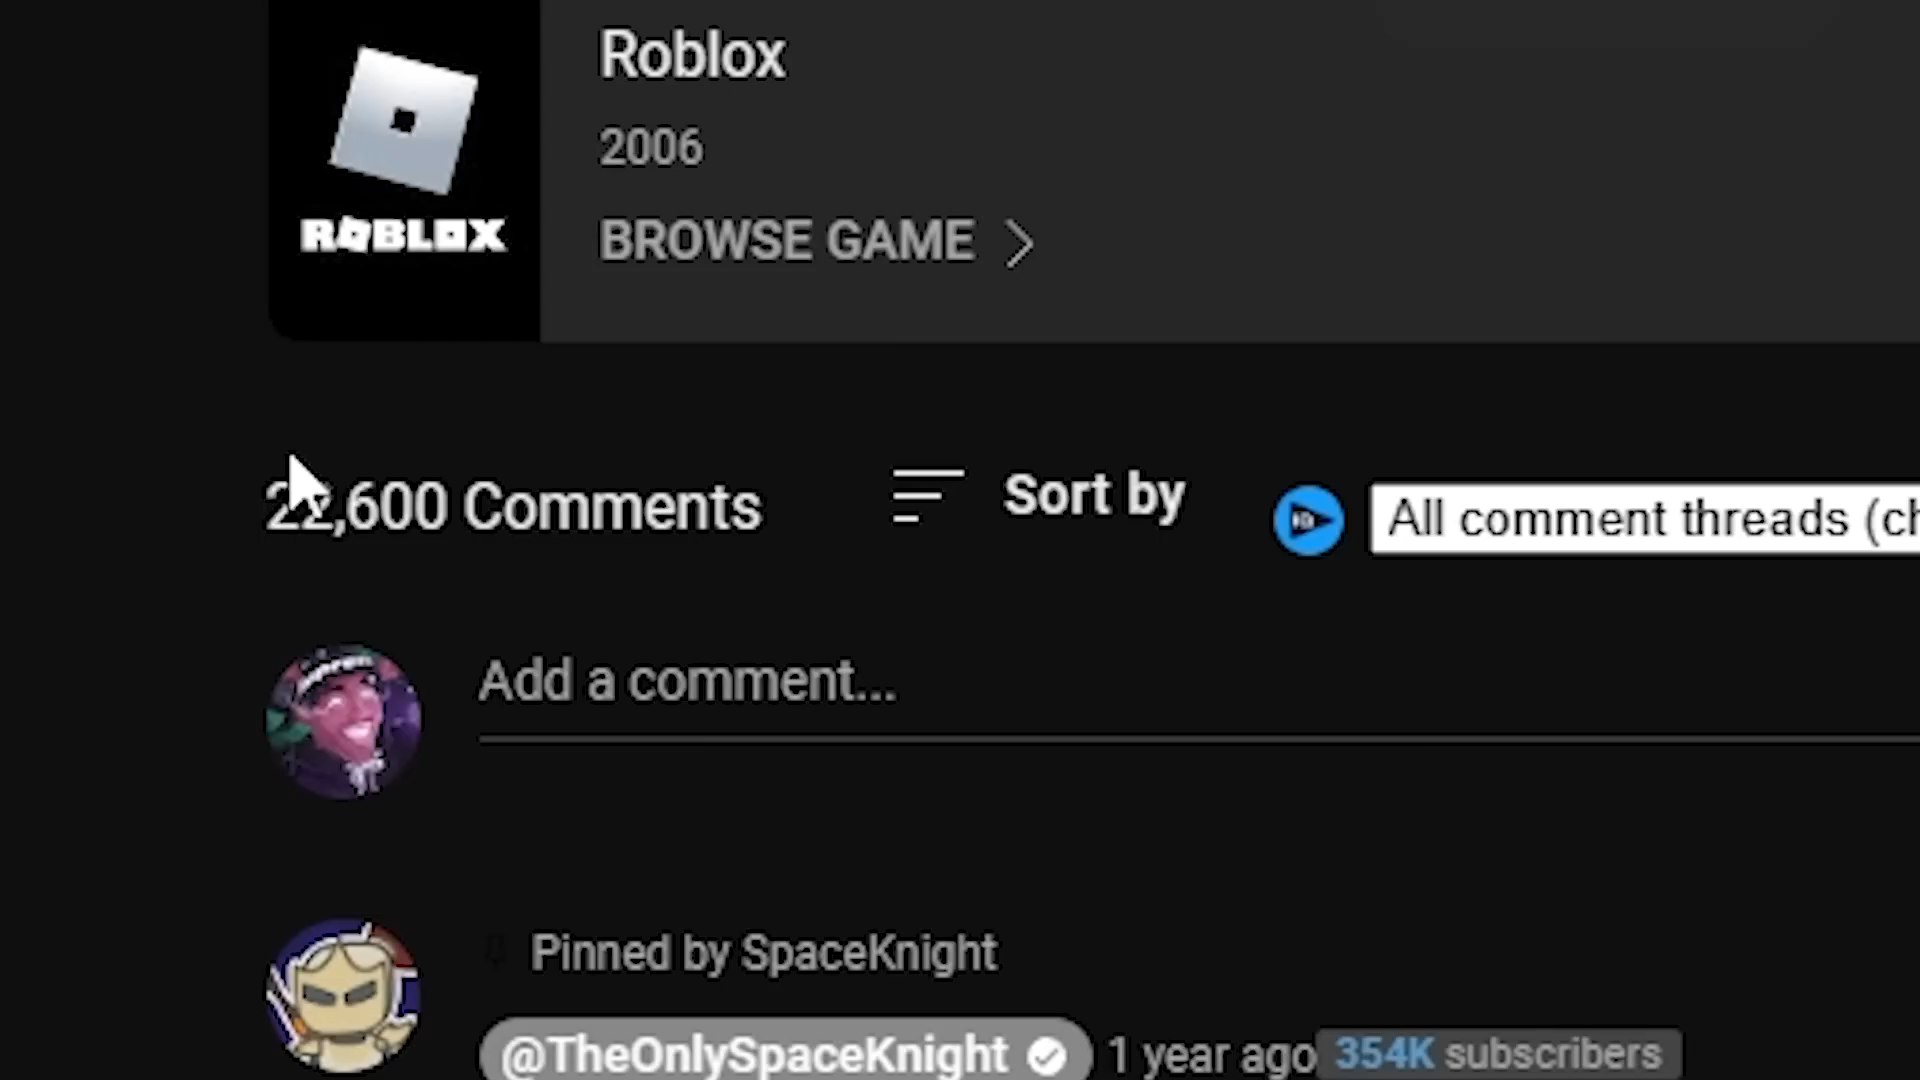 Roblox
2006
ROBLOX
BROWSE GAME
22,600 Comments
Sort by
All comment threads (ch
Add a comment...
Pinned by SpaceKnight
@TheOnlySpaceKnight 1 year ago 354K subscribers